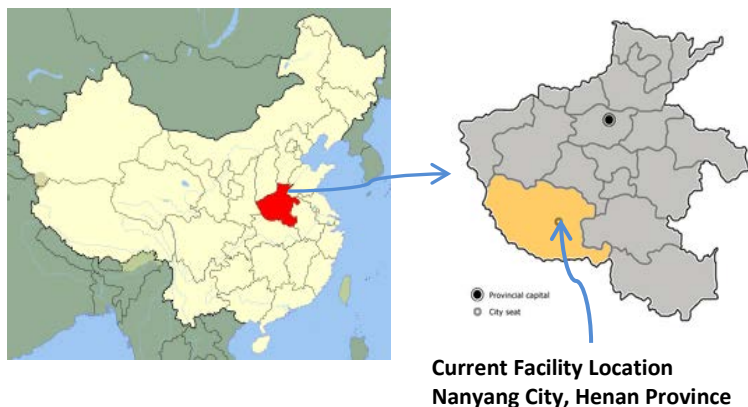 Provincial capital
City seat
Current Facility Location
Nanyang City, Henan Province